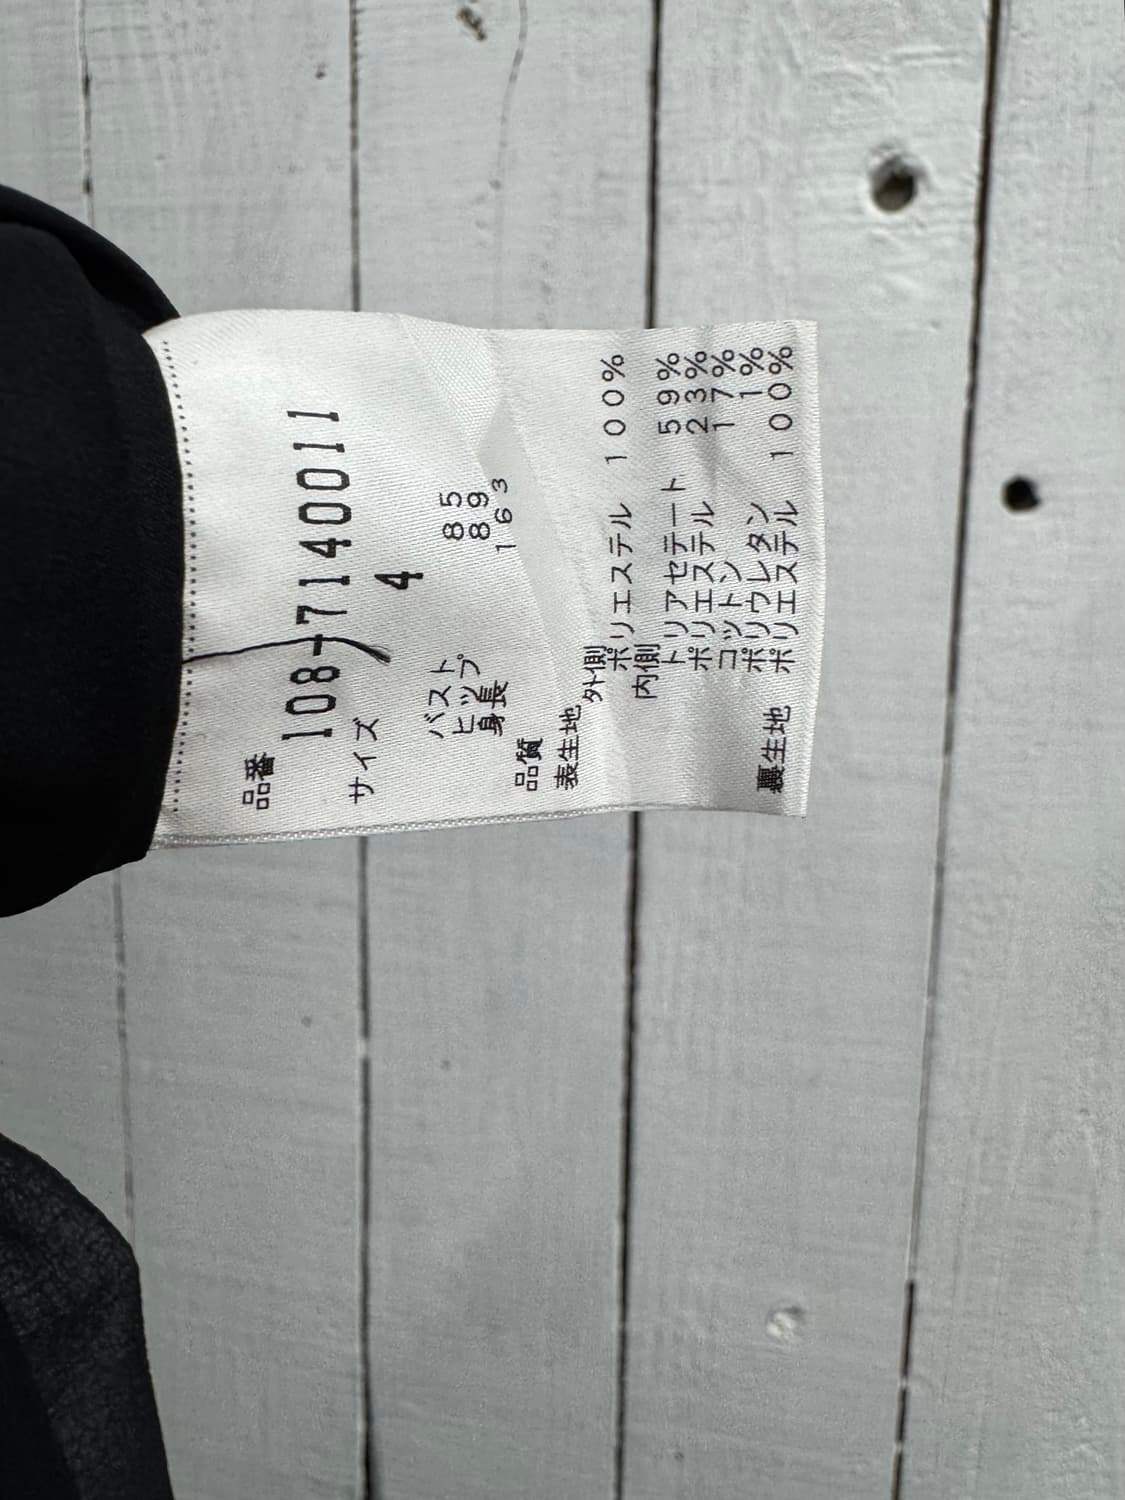 品番
108-7140011
サイズ
4
バスト 85
ヒップ 89
身長 163
品質
表生地
外側
ポリエステル 100%
内側
トリアセテート 59%
ポリエステル 23%
コットン 17%
ポリウレタン 1%
裏生地 ポリエステル 100%